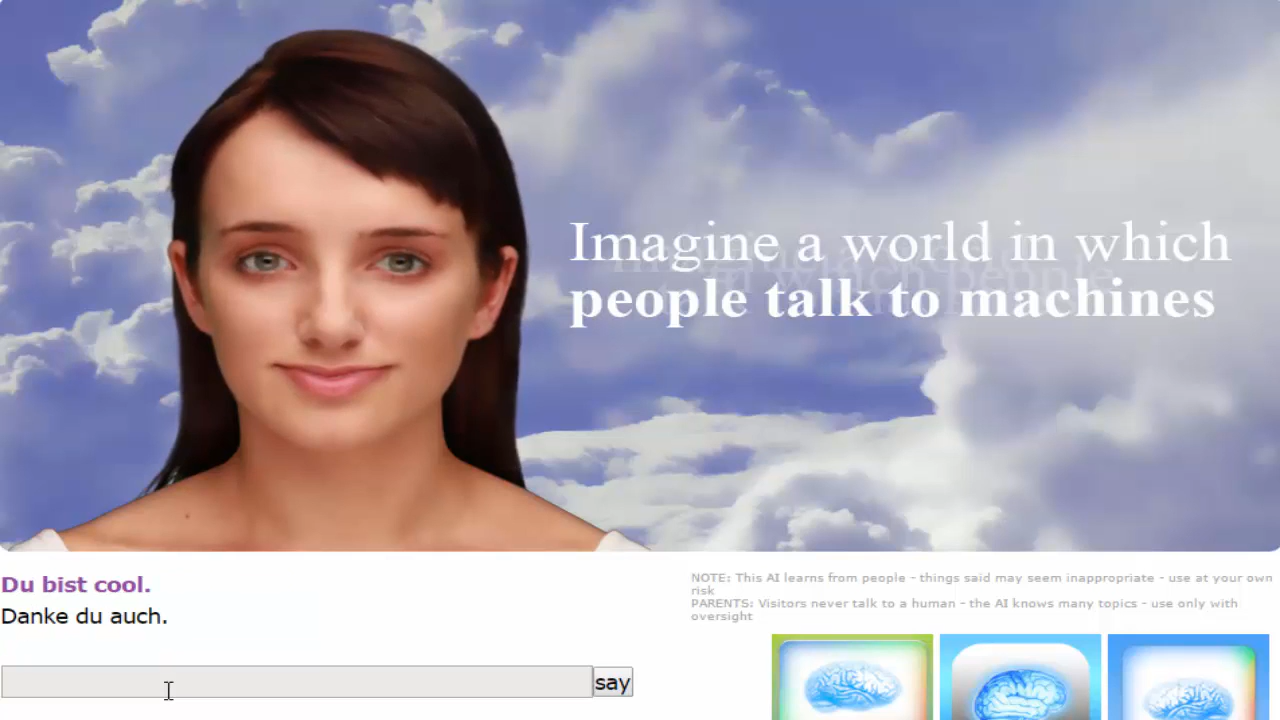 Imagine a world in which
people talk to machines
Du bist cool.
Danke du auch.
say
NOTE: This AI learns from people - things said may seem inappropriate - use at your own
risk
PARENTS: Visitors never talk to a human - the AI knows many topics - use only with
oversight